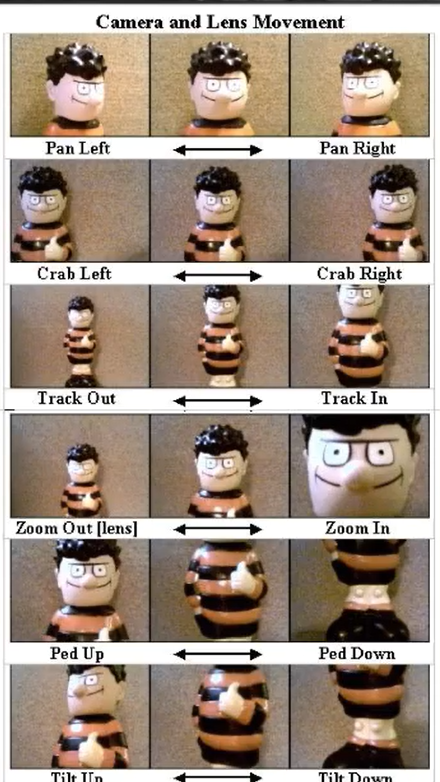 Camera and Lens Movement
Pan Left Pan Right
Crab Left Crab Right
Track Out Track In
Zoom Out [lens] Zoom In
Ped Up Ped Down
Tilt Up Tilt Down